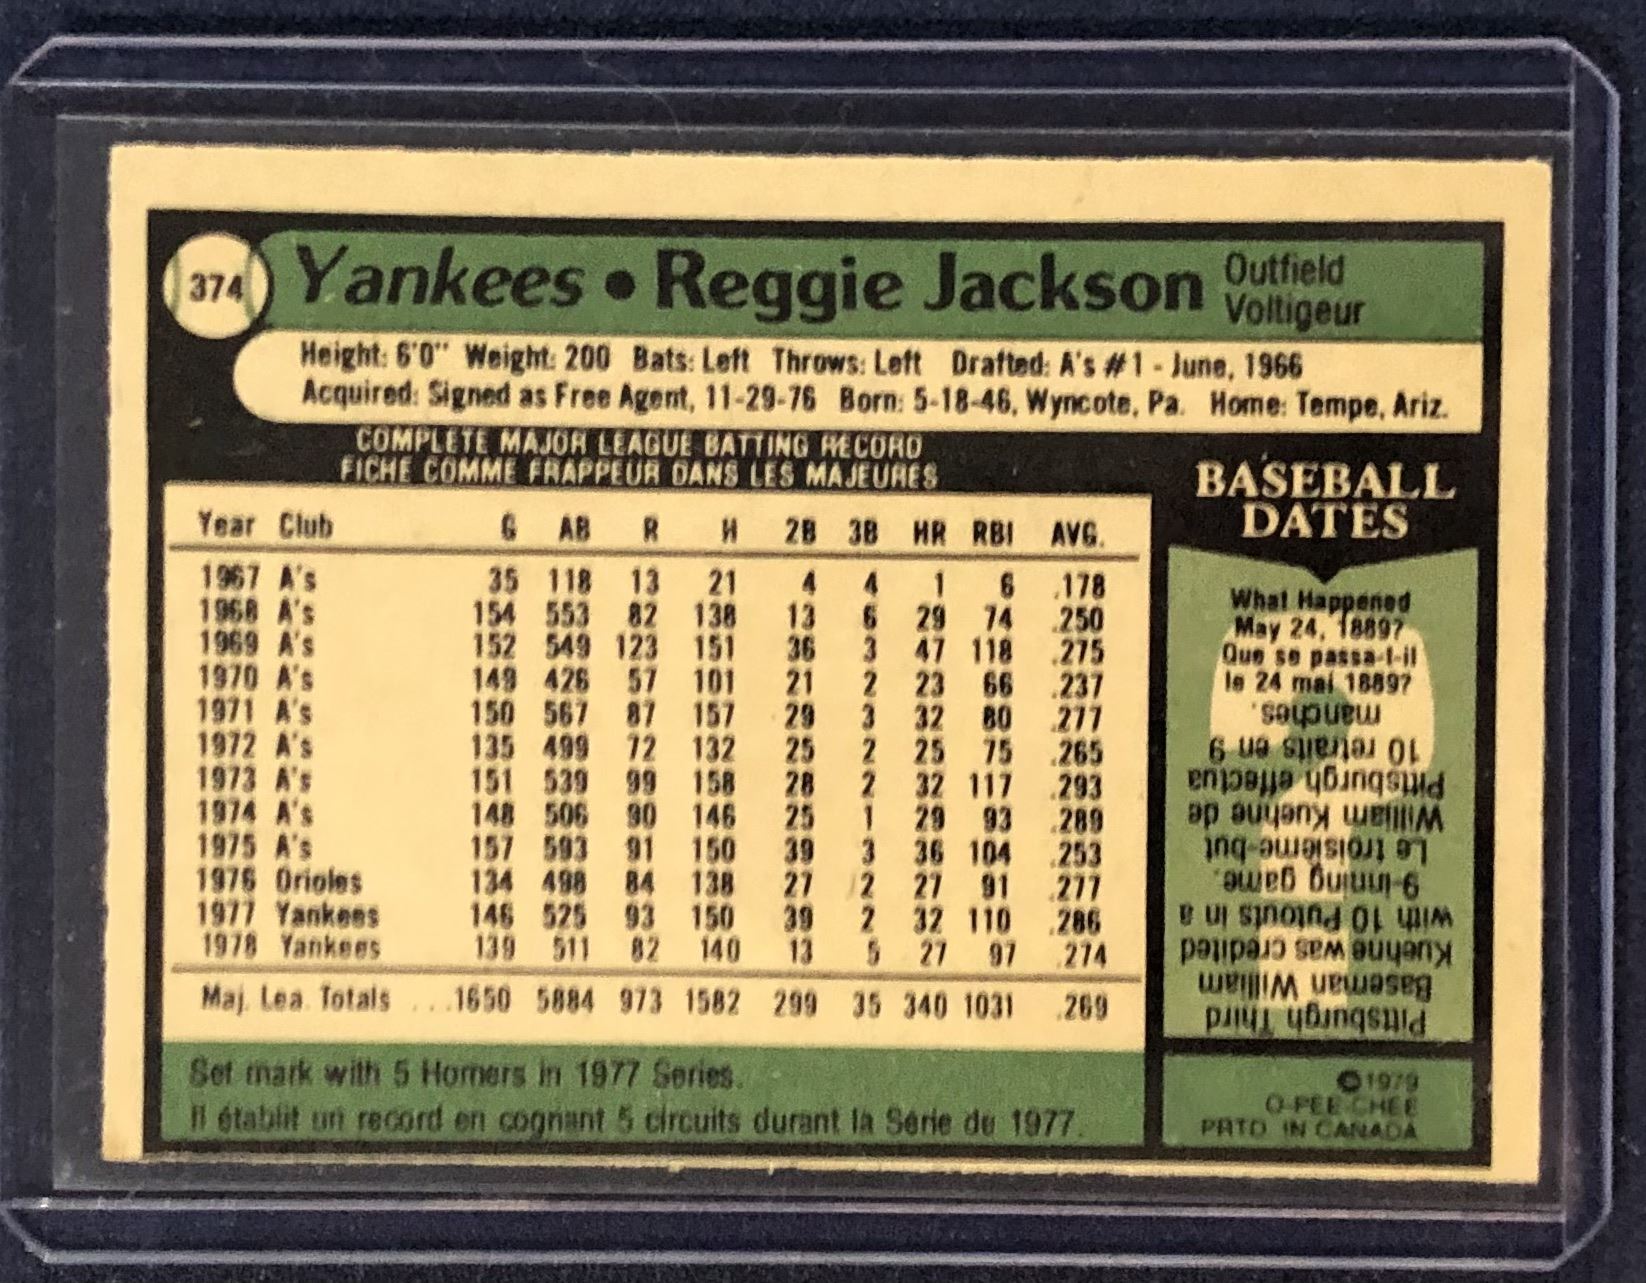 374
Yankees • Reggie Jackson
Outfield
Voltigeur
Height: 6'0" Weight: 200 Bats: Left Throws: Left Drafted: A's #1 - June, 1966
Acquired: Signed as Free Agent, 11-29-76 Born: 5-18-46, Wyncote, Pa. Home: Tempe, Ariz.
COMPLETE MAJOR LEAGUE BATTING RECORD
FICHE COMME FRAPPEUR DANS LES MAJEURES
Year Club G AB R H 2B 3B HR RBI AVG.
1967 A's 35 118 13 21 4 4 1 6 .178
1968 A's 154 553 82 138 13 6 29 74 .250
1969 A's 152 549 123 151 36 3 47 118 .275
1970 A's 149 426 57 101 21 2 23 66 .237
1971 A's 150 567 87 157 29 3 32 80 .277
1972 A's 135 499 72 132 25 2 25 75 .265
1973 A's 151 539 99 158 28 2 32 117 .293
1974 A's 148 506 90 146 25 1 29 93 .289
1975 A's 157 593 91 150 39 3 36 104 .253
1976 Orioles 134 498 84 138 27 2 27 91 .277
1977 Yankees 146 525 93 150 39 2 32 110 .286
1978 Yankees 139 511 82 140 13 5 27 97 .274
Maj. Lea. Totals ...1650 5884 973 1582 299 35 340 1031 .269
Set mark with 5 Homers in 1977 Series.
Il établit un record en cognant 5 circuits durant la Série de 1977.
BASEBALL
DATES
What Happened
May 24, 1889?
Que se passa-t-il
le 24 mai 1889?
Pittsburgh Third
Baseman William
Kuehne was credited
with 10 Putouts in a
9-inning game.
Le troisième-but
William Kuehne de
Pittsburgh effectua
10 retraits en 9
manches.
©1979
O-PEE-CHEE
PRTD. IN CANADA